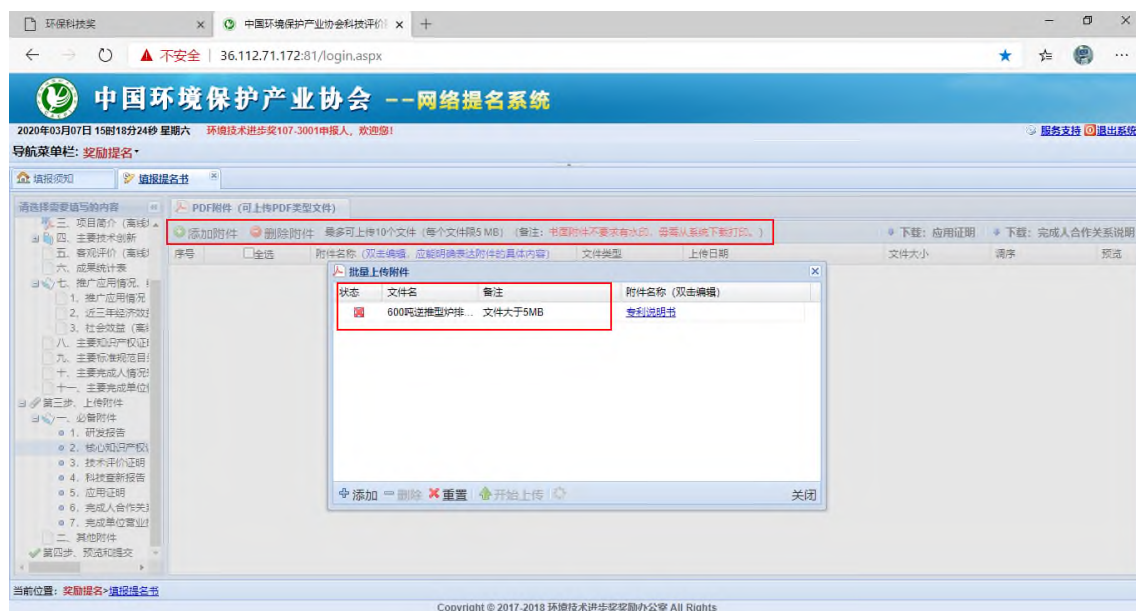 环保科技奖
中国环境保护产业协会科技评价
不安全 36.112.71.172:81/login.aspx
中国环境保护产业协会 --网络提名系统
2020年03月07日 15时18分24秒 星期六 环境技术进步奖107-3001申报人，欢迎您！
服务支持 退出系统
导航菜单栏: 奖励提名
填报须知
填报提名书
请选择需要填写的内容
三、项目简介（离线
四、主要技术创新
五、客观评价（离线
六、成果统计表
七、推广应用情况、
1、推广应用情况
2、近三年经济效益
3、社会效益（离线
八、主要知识产权证
九、主要标准规范目
十、主要完成人情况
十一、主要完成单位
第三步、上传附件
一、必备附件
1、研发报告
2、核心知识产权
3、技术评价证明
4、科技查新报告
5、应用证明
6、完成人合作关系
7、完成单位营业
二、其他附件
第四步、预览和提交
PDF附件（可上传PDF类型文件）
添加附件 删除附件 最多可上传10个文件（每个文件限5 MB）（备注：书面附件不要求有水印、毋需从系统下载打印。）
下载：应用证明 下载：完成人合作关系说明
序号 全选 附件名称（双击编辑，应能明确表达附件的具体内容） 文件类型 上传日期 文件大小 调序 预览
批量上传附件
状态 文件名 备注 附件名称（双击编辑）
600吨逆推型炉排... 文件大于5MB 专利说明书
添加 删除 重置 开始上传 关闭
当前位置: 奖励提名>填报提名书
Copyright © 2017-2018 环境技术进步奖奖励办公室 All Rights